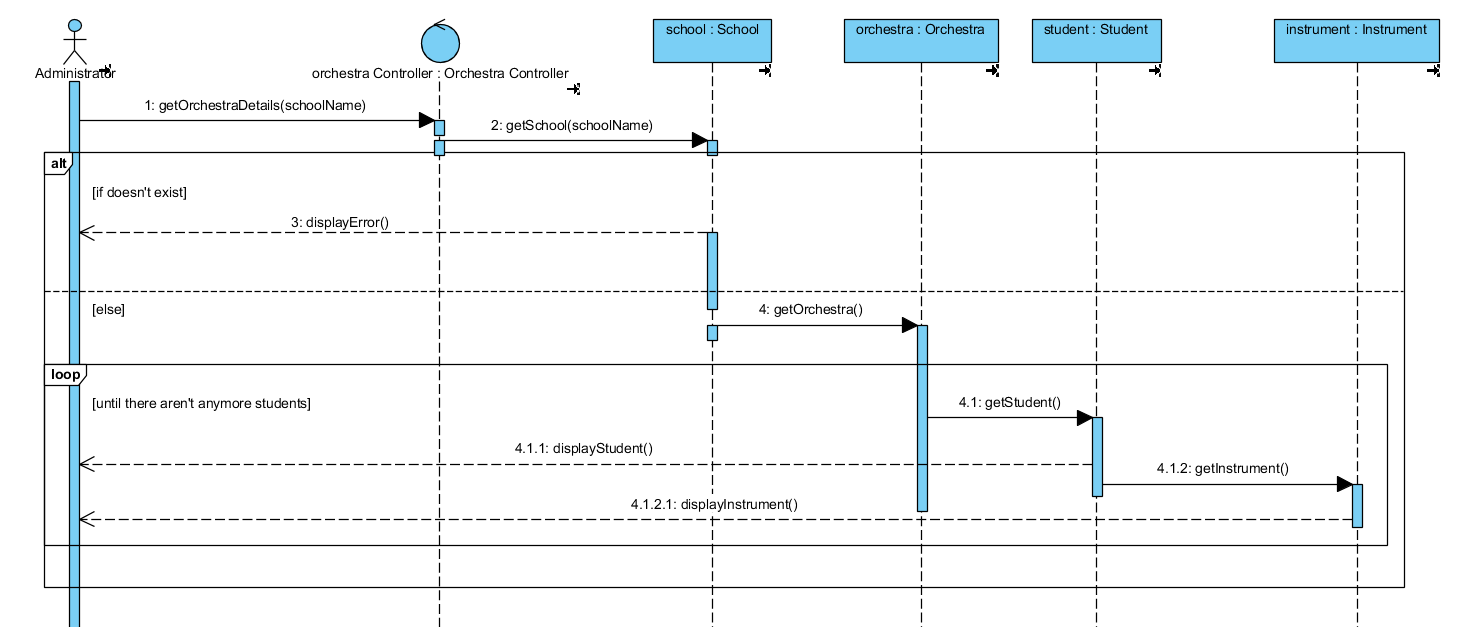 school : School
orchestra : Orchestra
student : Student
instrument : Instrument
Administrator
orchestra Controller : Orchestra Controller
1: getOrchestraDetails(schoolName)
2: getSchool(schoolName)
alt
[if doesn't exist]
3: displayError()
[else]
4: getOrchestra()
loop
[until there aren't anymore students]
4.1: getStudent()
4.1.1: displayStudent()
4.1.2: getInstrument()
4.1.2.1: displayInstrument()